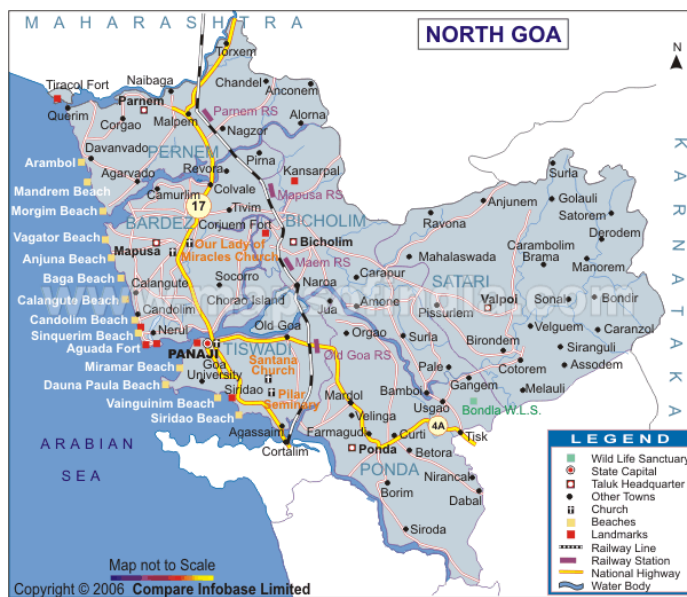 MAHARASHTRA
NORTH GOA
N
KARNATAKA
Torxem
Tiracol Fort
Naibaga
Chandel
Anconem
Parnem
Querim
Corgao
Malpem
Parnem RS
Alorna
Nagzor
Davanvado
PERNEM
Pirna
Arambol
Revora
Kansarpal
Surla
Agarvado
Colvale
Mapusa RS
Golauli
Mandrem Beach
Camurlim
Anjunem
Satorem
17
Tivim
Morgim Beach
BARDEZ
Corjuem Fort
BICHOLIM
Ravona
Derodem
Vagator Beach
Mapusa
Our Lady of
Miracles Church
Bicholim
Carambolim
Brama
Mahalaswada
Manorem
Anjuna Beach
Maem RS
Carapur
SATARI
Baga Beach
Socorro
Naroa
Calangute
www.mapsofindia.com
Calangute Beach
Chorao Island
Jua
Amone
Pissurlem
Valpoi
Sonal
Bondir
Candolim
Candolim Beach
Sinquerim Beach
Nerul
Old Goa
Orgao
Surla
Velguem
Caranzol
Aguada Fort
PANAJI
TISWADI
Old Goa RS
Birondem
Siranguli
Miramar Beach
Goa
University
Santana
Church
Pale
Cotorem
Assodem
Dauna Paula Beach
Siridao
Pilar
Seminary
Mardol
Bamboi
Gangem
Melauli
Vainguinim Beach
Usgao
Bondla W.L.S.
Siridao Beach
Velinga
4A
Agassaim
Farmagudi
Curti
Tisk
Cortalim
Ponda
Betora
ARABIAN
SEA
PONDA
Nirancal
Borim
Dabal
Siroda
LEGEND
Wild Life Sanctuary
State Capital
Taluk Headquarter
Other Towns
Church
Beaches
Landmarks
Railway Line
Railway Station
National Highway
Water Body
Map not to Scale
Copyright © 2006 Compare Infobase Limited